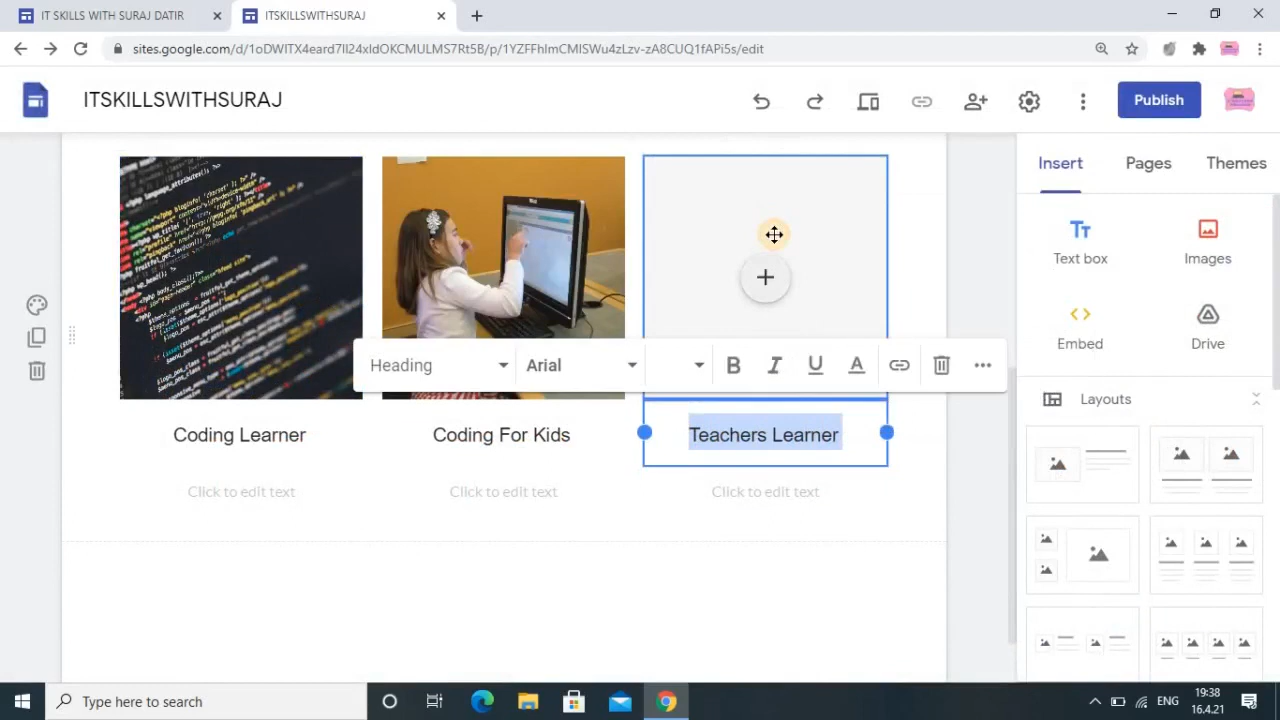 IT SKILLS WITH SURAJ DATIR
ITSKILLSWITHSURAJ
sites.google.com/d/1oDWITX4eard7Il24xIdOKCMULMS7Rt5B/p/1YZFFhImCMISWu4zLzv-zA8CUQ1fAPi5s/edit
ITSKILLSWITHSURAJ
Publish
Insert
Pages
Themes
Text box
Images
Embed
Drive
Layouts
Heading
Arial
B
I
U
A
Coding Learner
Coding For Kids
Teachers Learner
Click to edit text
Click to edit text
Click to edit text
Type here to search
ENG
19:38
16.4.21